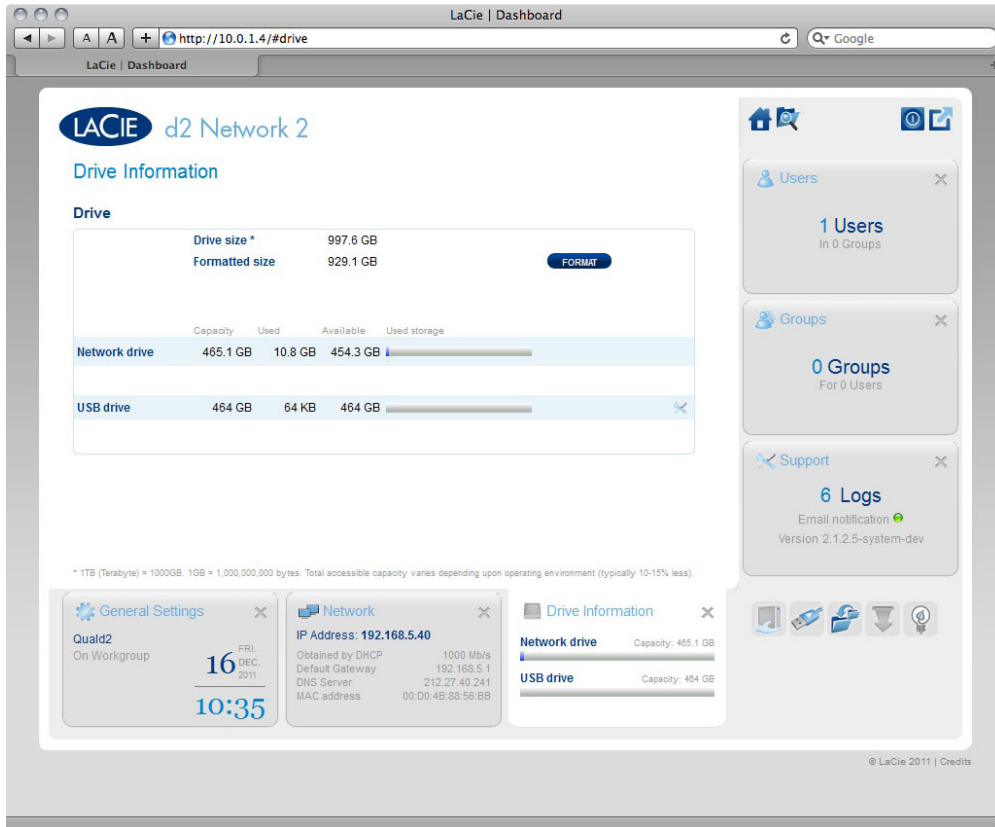 LaCie | Dashboard
A A + http://10.0.1.4/#drive Google
LaCie | Dashboard
LACIE d2 Network 2
Drive Information
Drive
Drive size * 997.6 GB
Formatted size 929.1 GB FORMAT
Capacity Used Available Used storage
Network drive 465.1 GB 10.8 GB 454.3 GB
USB drive 464 GB 64 KB 464 GB
* 1TB (Terabyte) = 1000GB. 1GB = 1,000,000,000 bytes. Total accessible capacity varies depending upon operating environment (typically 10-15% less).
Users
1 Users
In 0 Groups
Groups
0 Groups
For 0 Users
Support
6 Logs
Email notification
Version 2.1.2.5-system-dev
General Settings
Quald2
On Workgroup
16 FRI.
DEC.
2011
10:35
Network
IP Address: 192.168.5.40
Obtained by DHCP 1000 Mb/s
Default Gateway 192.168.5.1
DNS Server 212.27.40.241
MAC address 00:D0:4B:88:56:BB
Drive Information
Network drive Capacity: 465.1 GB
USB drive Capacity: 464 GB
© LaCie 2011 | Credits